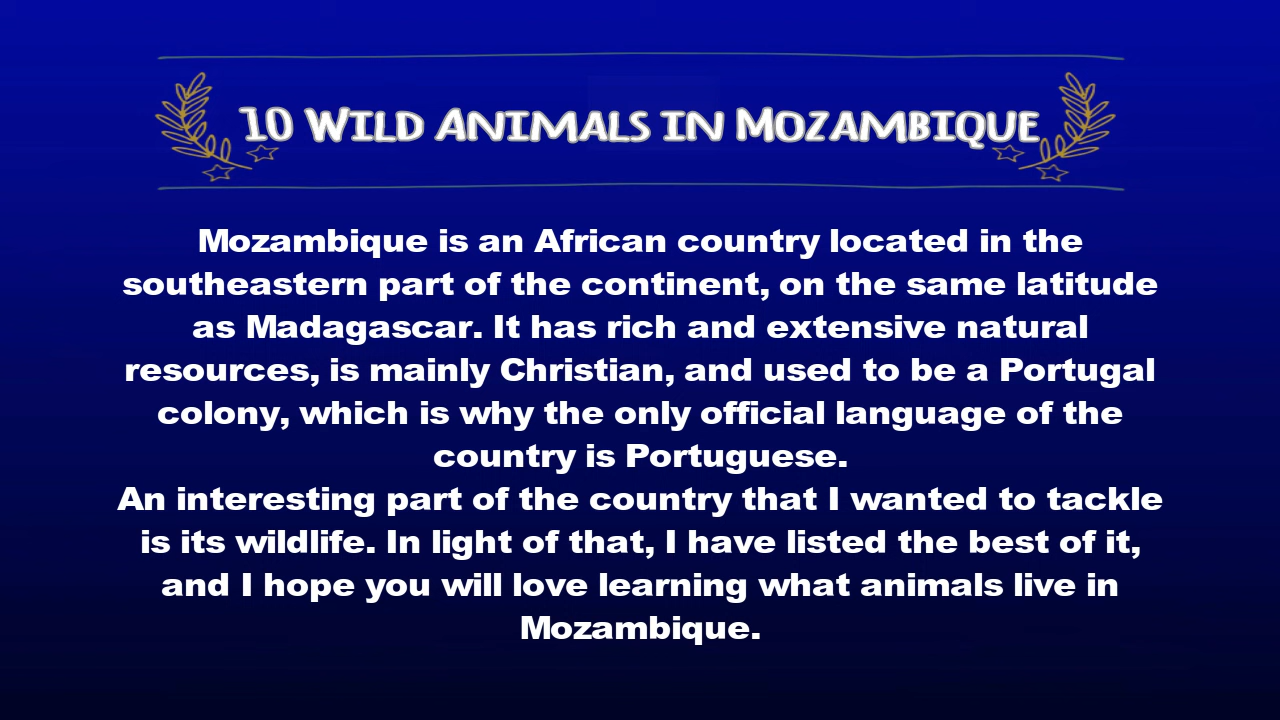 10 Wild Animals in Mozambique
Mozambique is an African country located in the
southeastern part of the continent, on the same latitude
as Madagascar. It has rich and extensive natural
resources, is mainly Christian, and used to be a Portugal
colony, which is why the only official language of the
country is Portuguese.
An interesting part of the country that I wanted to tackle
is its wildlife. In light of that, I have listed the best of it,
and I hope you will love learning what animals live in
Mozambique.